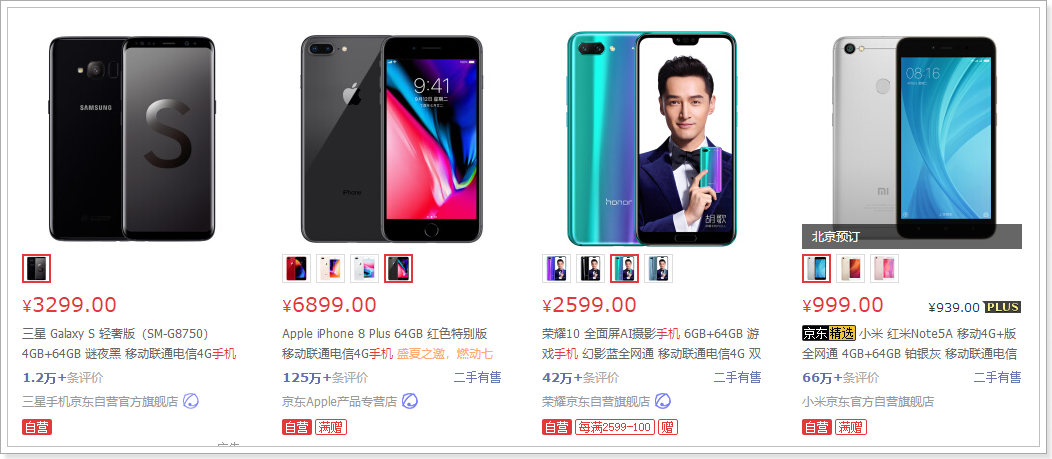 SAMSUNG
S
9:41
9月12日 星期二
iPhone
honor
胡歌
08:16
mi
北京预订
¥3299.00
三星 Galaxy S 轻奢版（SM-G8750）
4GB+64GB 谜夜黑 移动联通电信4G手机
1.2万+条评价
三星手机京东自营官方旗舰店
自营
广告
¥6899.00
Apple iPhone 8 Plus 64GB 红色特别版
移动联通电信4G手机 盛夏之邀，燃动七
125万+条评价 二手有售
京东Apple产品专营店
自营 满赠
¥2599.00
荣耀10 全面屏AI摄影手机 6GB+64GB 游
戏手机 幻影蓝全网通 移动联通电信4G 双
42万+条评价 二手有售
荣耀京东自营旗舰店
自营 每满2599-100 赠
¥999.00 ¥939.00 PLUS
京东精选 小米 红米Note5A 移动4G+版
全网通 4GB+64GB 铂银灰 移动联通电信
66万+条评价 二手有售
小米京东官方自营旗舰店
自营 满赠